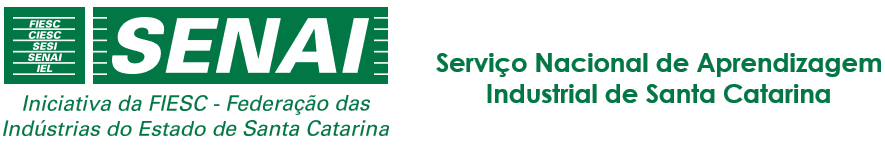 FIESC
CIESC
SESI
SENAI
IEL
SENAI
Iniciativa da FIESC - Federação das
Indústrias do Estado de Santa Catarina
Serviço Nacional de Aprendizagem
Industrial de Santa Catarina